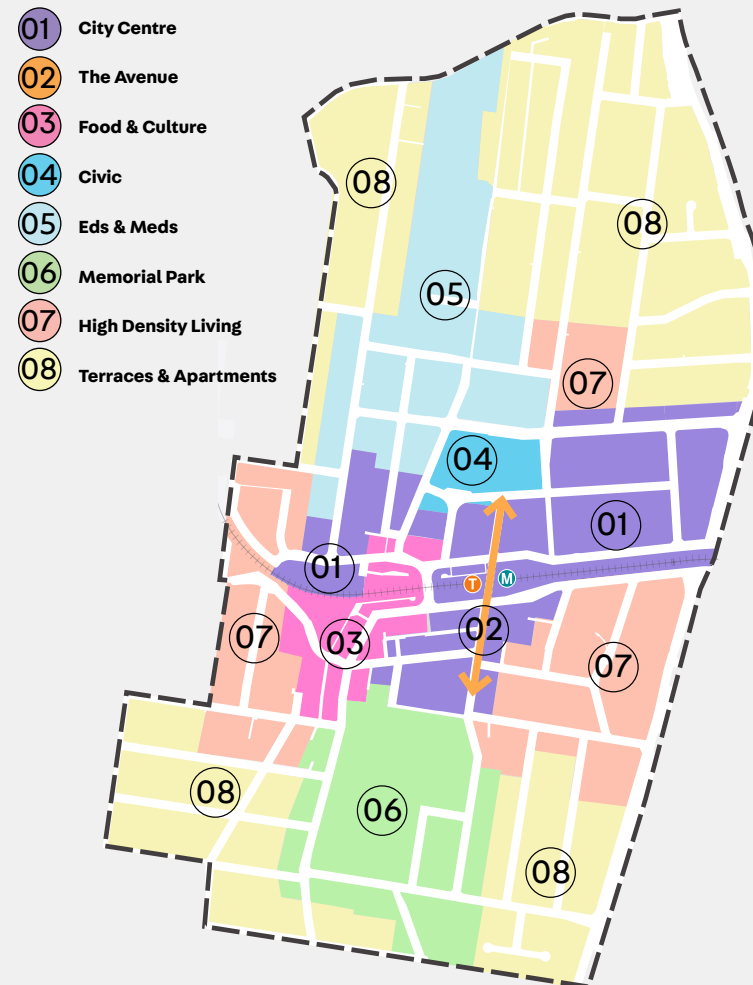 01 City Centre
02 The Avenue
03 Food & Culture
04 Civic
05 Eds & Meds
06 Memorial Park
07 High Density Living
08 Terraces & Apartments
08
08
05
07
04
01
01
T M
02
07
03
07
08
06
08